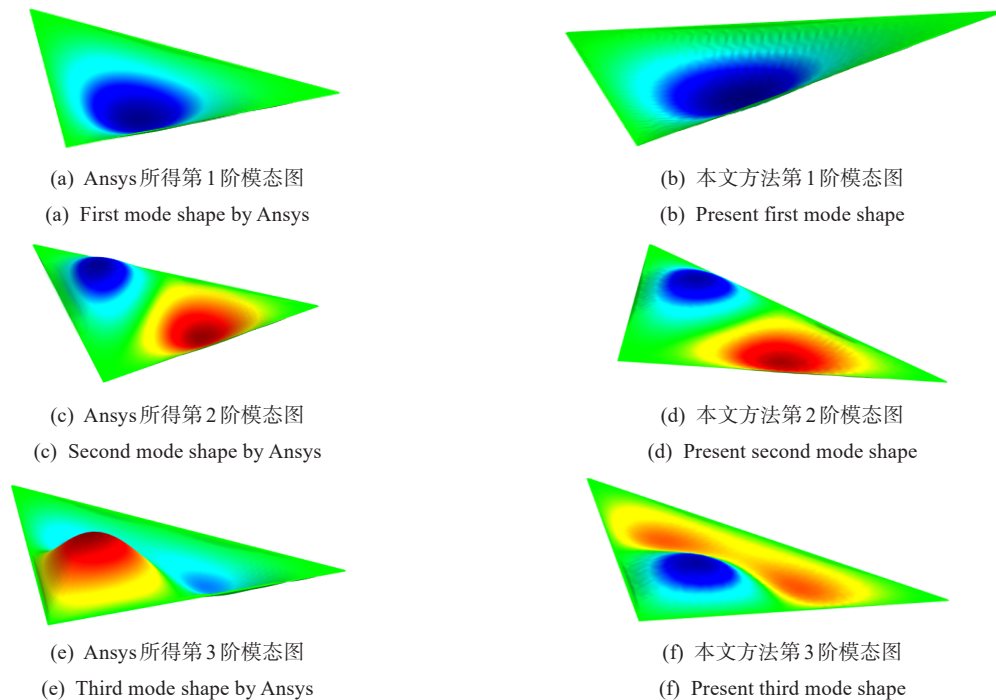 (a) Ansys所得第1阶模态图
(a) First mode shape by Ansys
(b) 本文方法第1阶模态图
(b) Present first mode shape
(c) Ansys所得第2阶模态图
(c) Second mode shape by Ansys
(d) 本文方法第2阶模态图
(d) Present second mode shape
(e) Ansys所得第3阶模态图
(e) Third mode shape by Ansys
(f) 本文方法第3阶模态图
(f) Present third mode shape